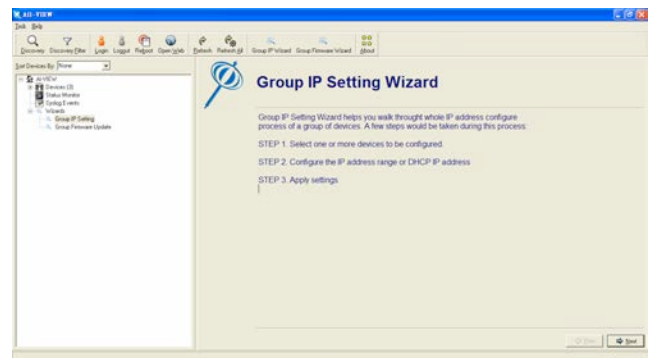 AII-VIEW
Task Help
Discovery Discovery Filter Login Logout Reboot Open Web Refresh Refresh All Group IP Wizard Group Firmware Wizard About
Sort Devices By: None
AI-VIEW
Devices (3)
Status Monitor
Syslog Events
Wizards
Group IP Setting
Group Firmware Update
Group IP Setting Wizard
Group IP Setting Wizard helps you walk throught whole IP address configure
process of a group of devices. A few steps would be taken during this process:
STEP 1. Select one or more devices to be configured.
STEP 2. Configure the IP address range or DHCP IP address
STEP 3. Apply settings
Next